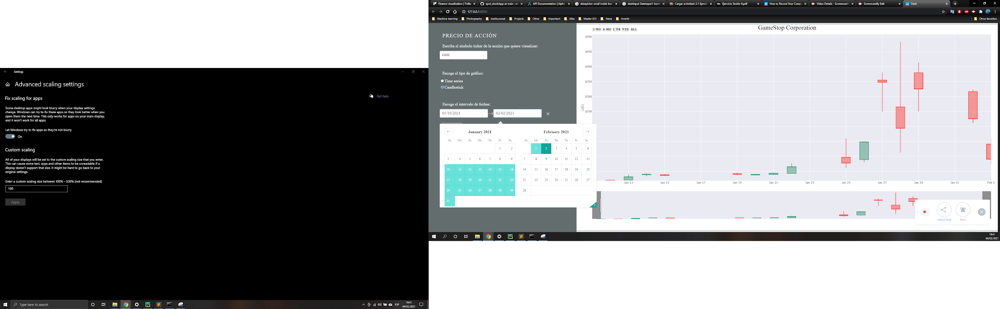 Settings
Advanced scaling settings
Fix scaling for apps
Get help
Some desktop apps might look blurry when your display settings
change. Windows can try to fix these apps so they look better when you
open them the next time. This only works for apps on your main display,
and it won't work for all apps.
Let Windows try to fix apps so they're not blurry
On
Custom scaling
All of your displays will be set to the custom scaling size that you enter.
This can cause some text, apps and other items to be unreadable if a
display doesn't support that size. It might be hard to go back to your
original settings.
Enter a custom scaling size between 100% – 500% (not recommended)
100
Apply
Type here to search
ESP
19:41
04/02/2021
Finance visualization | Trello
spot_stock/app at main · al
API Documentation | Alpha
datepicker small inside box
dateInput Dateinput1 bord
Cargar actividad: 2.1 Ejerci
Bb Ejercicio Sesión 6.pdf
How to Record Your Comp
Video Details - Screencastif
Screencastify Edit
Dash
127.0.0.1:8050
Machine learning Photography Institucional Projects Other Important Alba Master EOI Alexa Invertir
Otros favoritos
PRECIO DE ACCIÓN
Escriba el símbolo ticker de la acción que quiere visualizar:
GME
Escoge el tipo de gráfico:
Time series
Candlestick
Escoge el intervalo de fechas:
01/10/2021
02/02/2021
January 2021
Su Mo Tu We Th Fr Sa
1 2
3 4 5 6 7 8 9
10 11 12 13 14 15 16
17 18 19 20 21 22 23
24 25 26 27 28 29 30
31
February 2021
Su Mo Tu We Th Fr Sa
1 2 3 4 5 6
7 8 9 10 11 12 13
14 15 16 17 18 19 20
21 22 23 24 25 26 27
28
?
3 MO 6 MO 1 YR YTD ALL
GameStop Corporation
$500
$450
$400
$350
$300
$250
USD
Jan 13 Jan 15 Jan 17 Jan 19 Jan 21 Jan 23 Jan 25 Jan 27 Jan 29 Jan 31 Feb 2
Callback Graph
Errors
19:41
04/02/2021